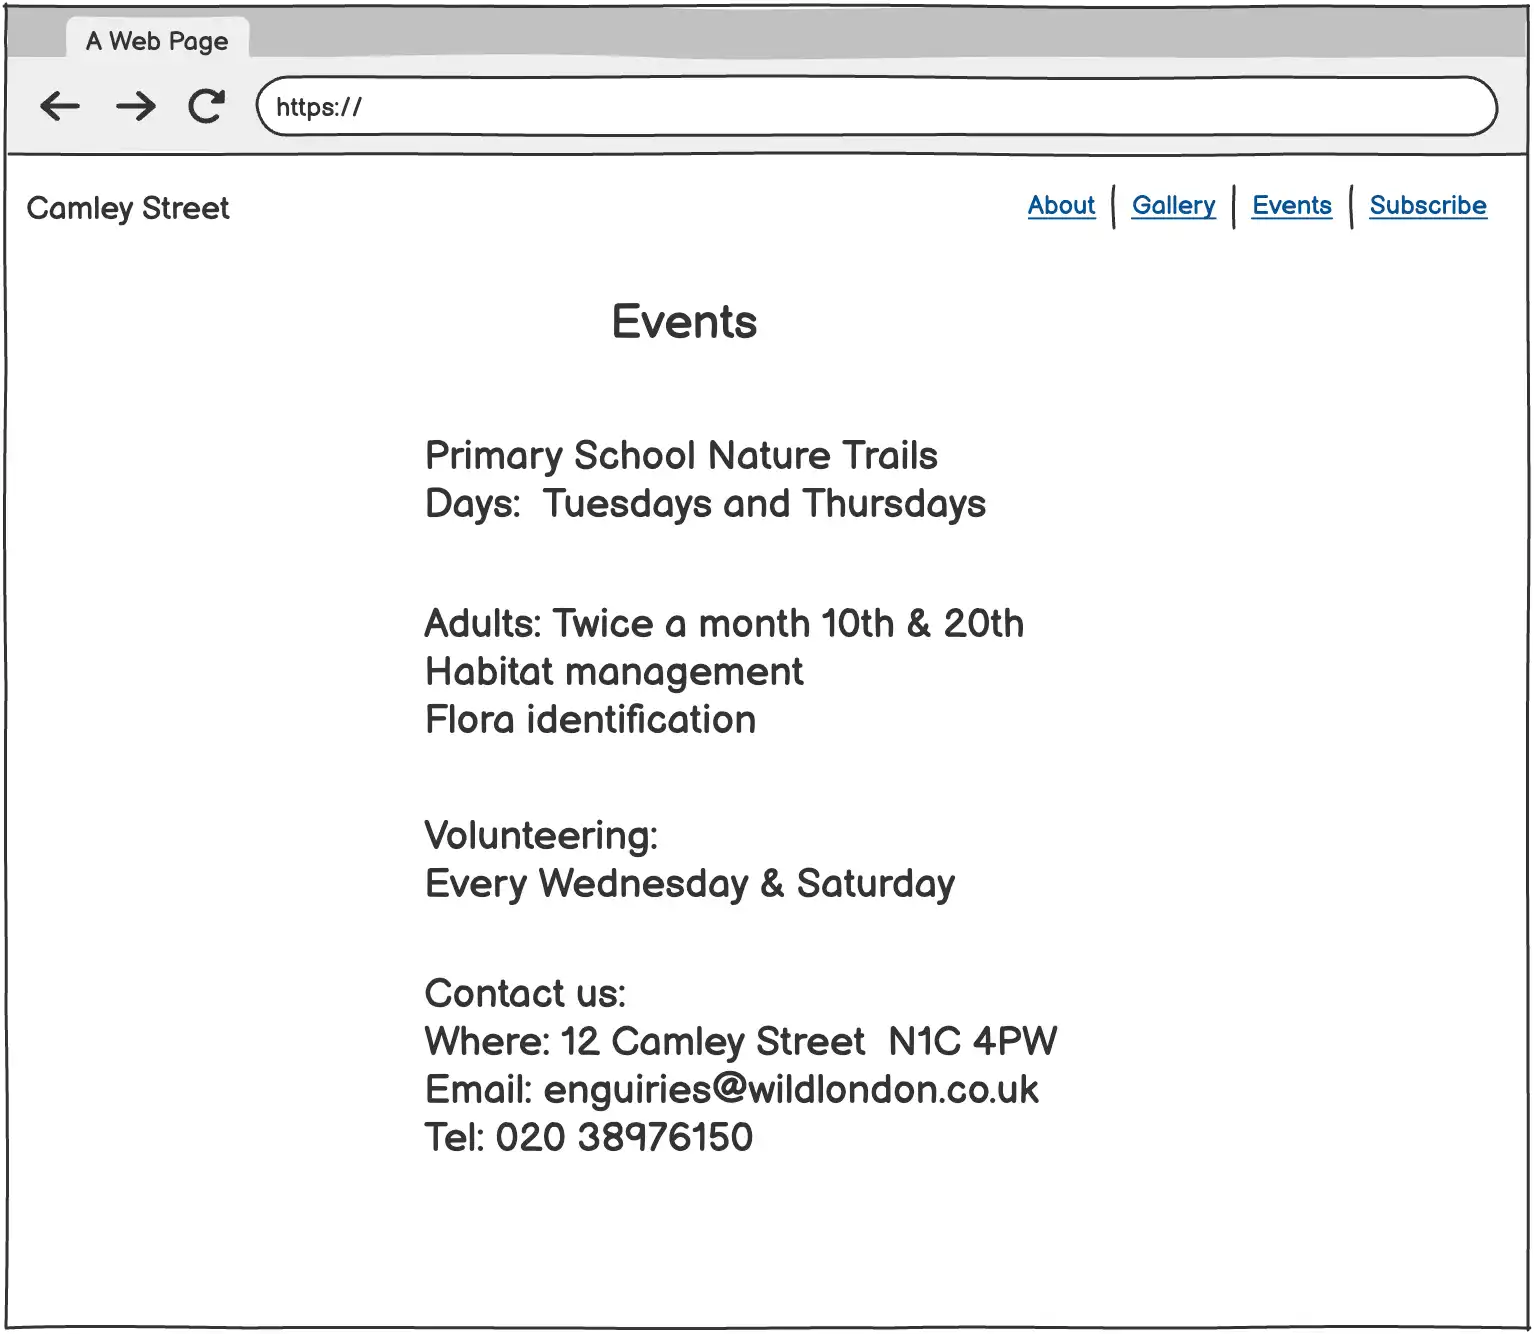 A Web Page
https://
Camley Street
About | Gallery | Events | Subscribe
Events
Primary School Nature Trails
Days:  Tuesdays and Thursdays
Adults: Twice a month 10th & 20th
Habitat management
Flora identification
Volunteering:
Every Wednesday & Saturday
Contact us:
Where: 12 Camley Street  N1C 4PW
Email: enguiries@wildlondon.co.uk
Tel: 020 38976150